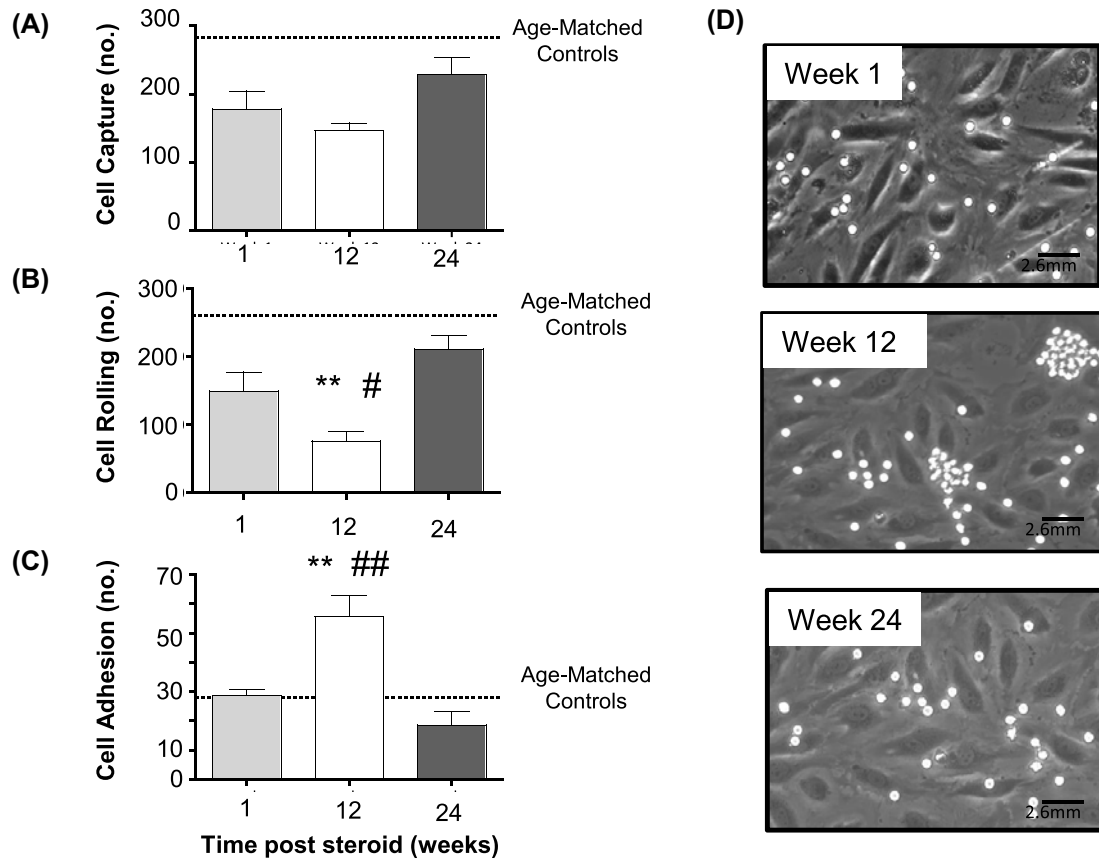 (A)
300
200
100
0
Cell Capture (no.)
Age-Matched
Controls
1
12
24
(B)
300
200
100
0
Cell Rolling (no.)
Age-Matched
Controls
** #
1
12
24
(C)
70
50
30
10
0
Cell Adhesion (no.)
** ##
Age-Matched
Controls
1
12
24
Time post steroid (weeks)
(D)
Week 1
2.6mm
Week 12
2.6mm
Week 24
2.6mm